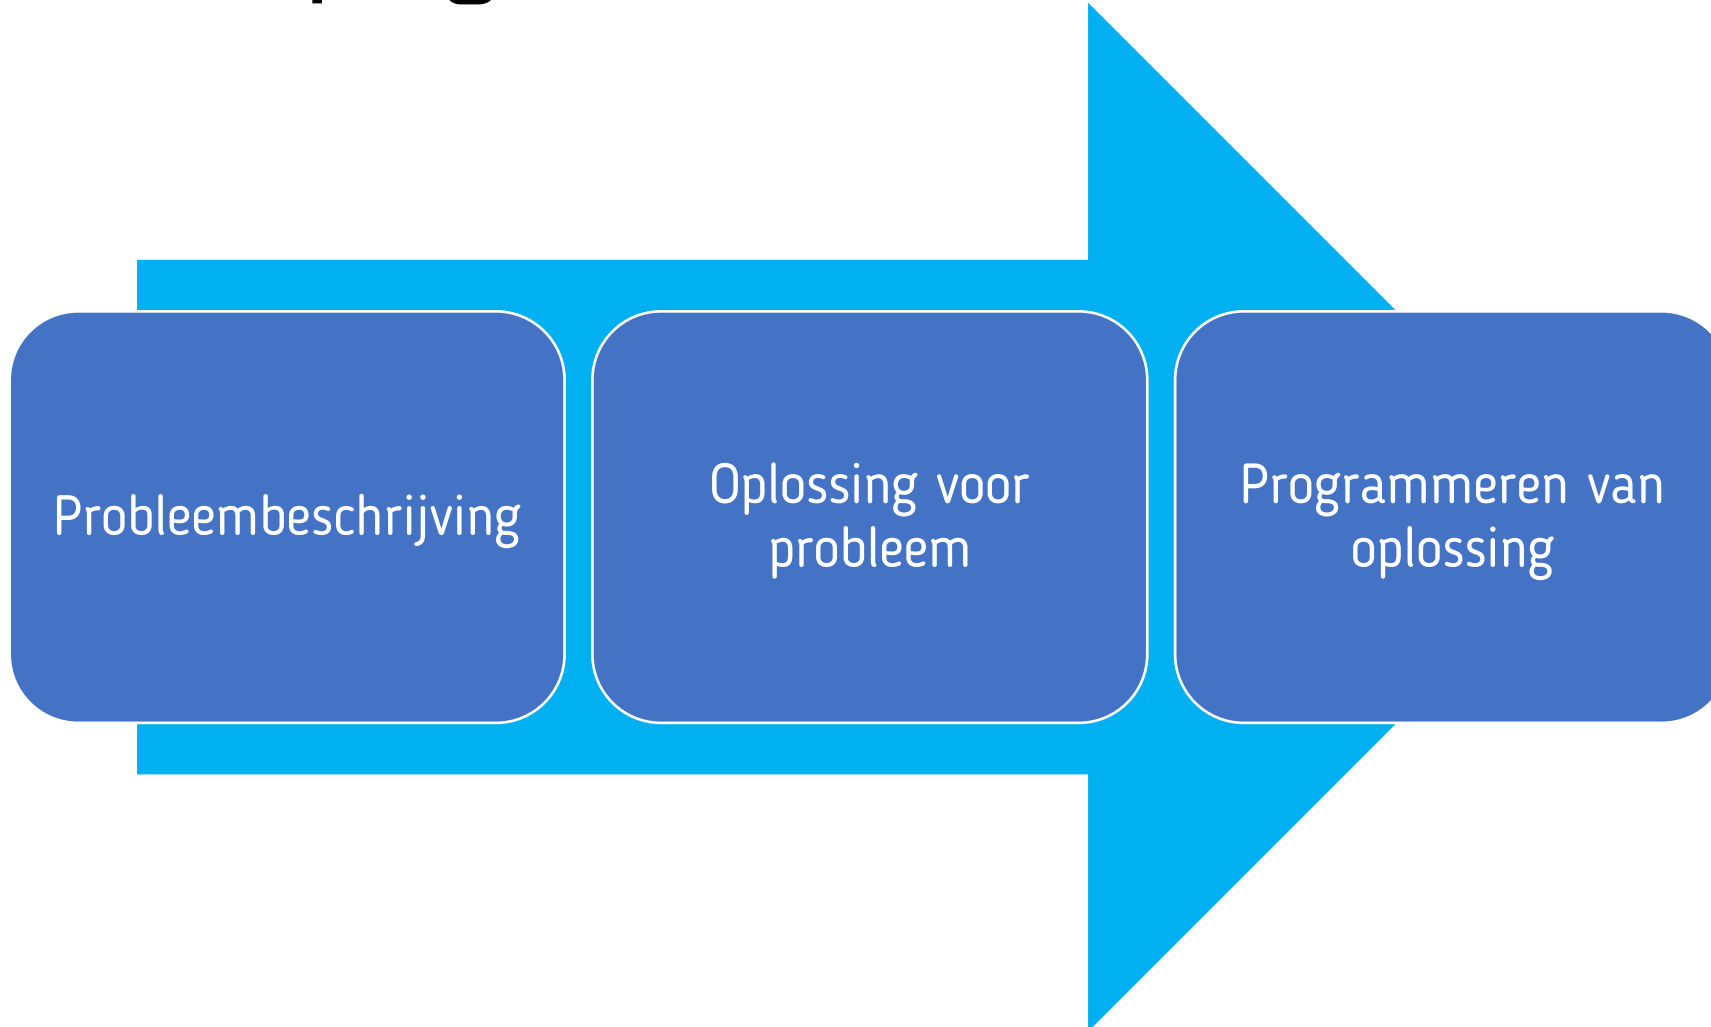 Probleembeschrijving
Oplossing voor
probleem
Programmeren van
oplossing